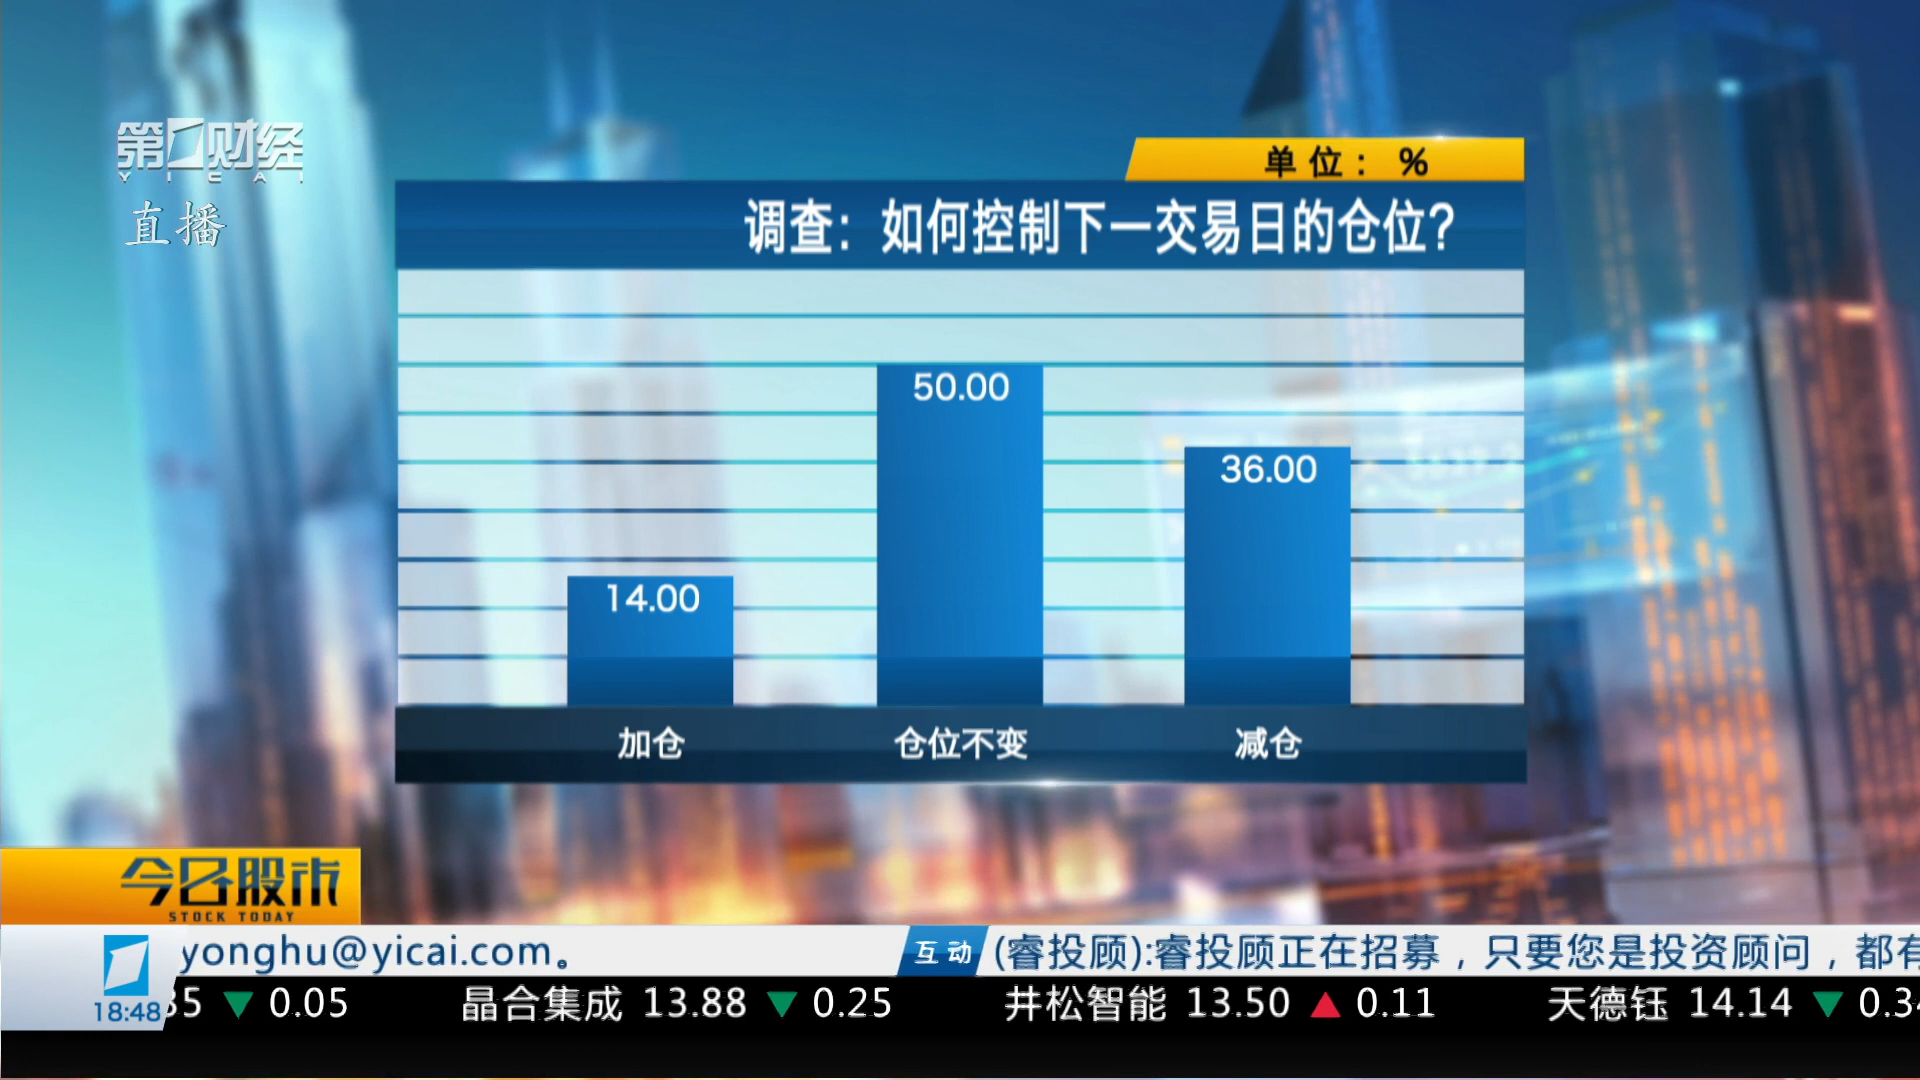 第一财经
YICAI
直播
单位：%
调查：如何控制下一交易日的仓位？
50.00
36.00
14.00
加仓 仓位不变 减仓
今日股市
STOCK TODAY
yonghu@yicai.com。 互动 (睿投顾):睿投顾正在招募，只要您是投资顾问，都有
18:48
35 ▼ 0.05 晶合集成 13.88 ▼ 0.25 井松智能 13.50 ▲ 0.11 天德钰 14.14 ▼ 0.34